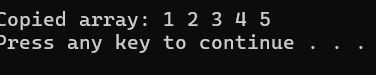 Copied array: 1 2 3 4 5
Press any key to continue . . .